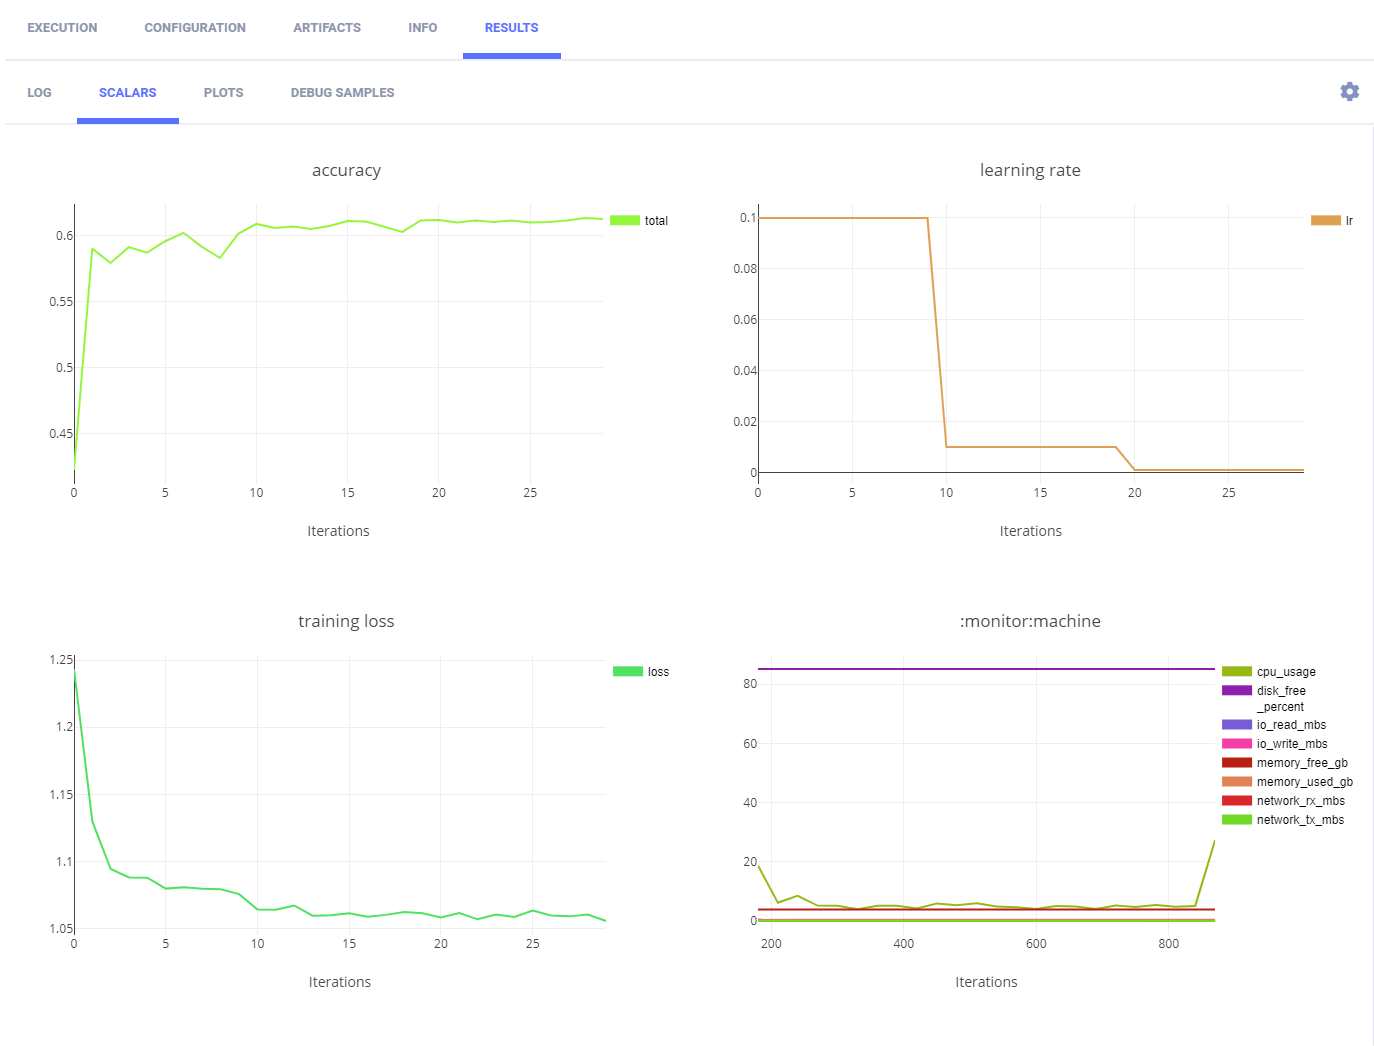 EXECUTION CONFIGURATION ARTIFACTS INFO RESULTS
LOG SCALARS PLOTS DEBUG SAMPLES
accuracy
total
0.6
0.55
0.5
0.45
0 5 10 15 20 25
Iterations
learning rate
lr
0.1
0.08
0.06
0.04
0.02
0
0 5 10 15 20 25
Iterations
training loss
loss
1.25
1.2
1.15
1.1
1.05
0 5 10 15 20 25
Iterations
:monitor:machine
cpu_usage
disk_free
_percent
io_read_mbs
io_write_mbs
memory_free_gb
memory_used_gb
network_rx_mbs
network_tx_mbs
80
60
40
20
0
200 400 600 800
Iterations